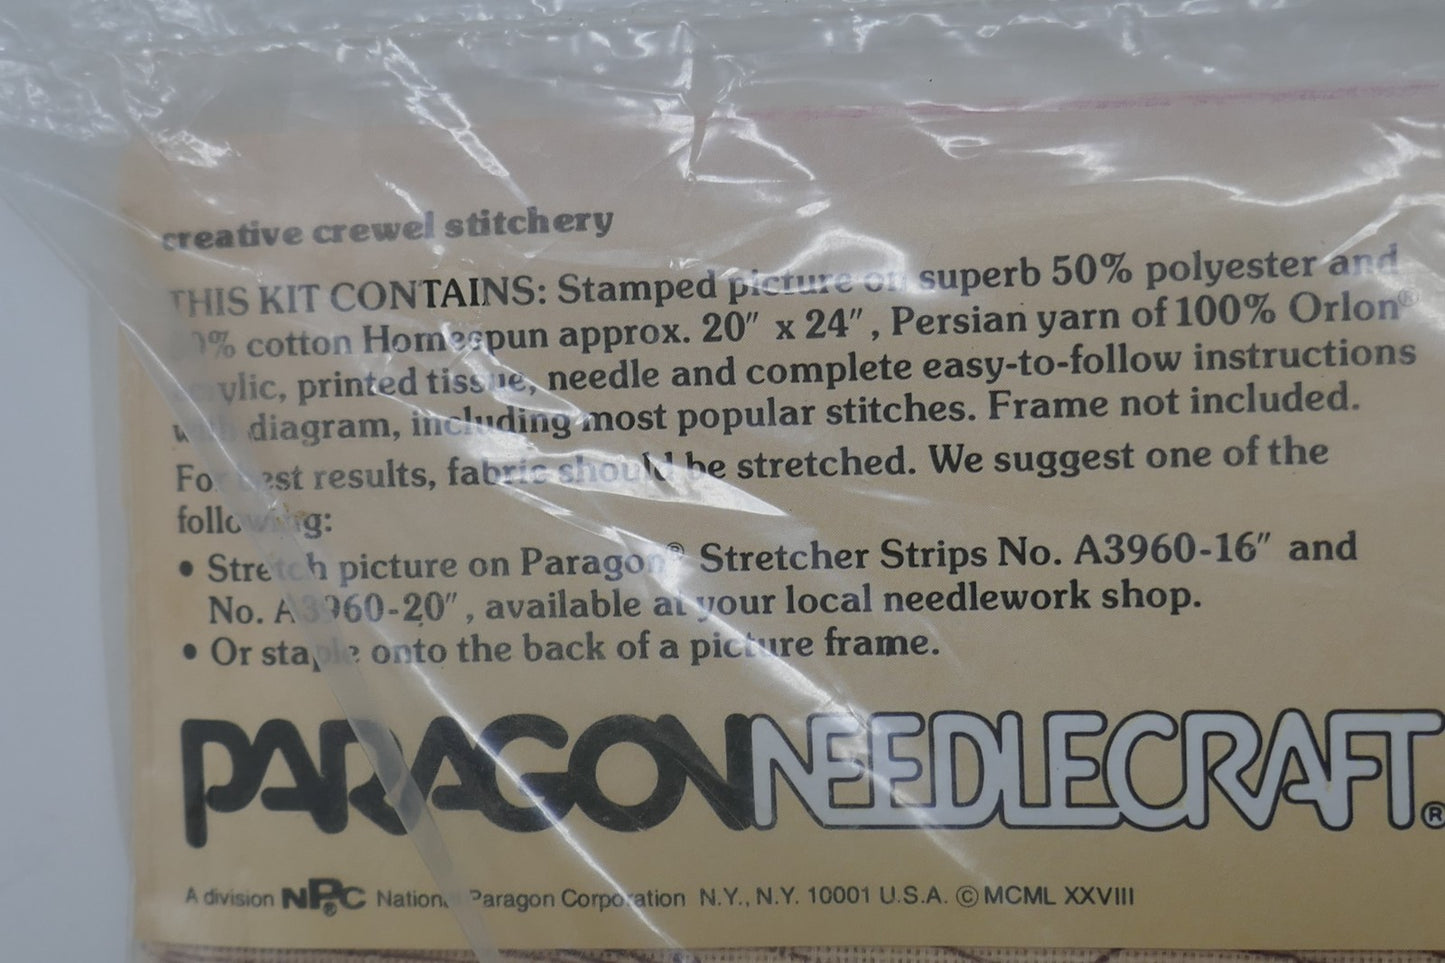 creative crewel stitchery
THIS KIT CONTAINS: Stamped picture on superb 50% polyester and
50% cotton Homespun approx. 20" x 24", Persian yarn of 100% Orlon®
acrylic, printed tissue, needle and complete easy-to-follow instructions
with diagram, including most popular stitches. Frame not included.
For best results, fabric should be stretched. We suggest one of the
following:
• Stretch picture on Paragon® Stretcher Strips No. A3960-16" and
No. A3960-20", available at your local needlework shop.
• Or staple onto the back of a picture frame.
PARAGON NEEDLECRAFT®
A division NPC® National Paragon Corporation N.Y., N.Y. 10001 U.S.A. © MCML XXVIII